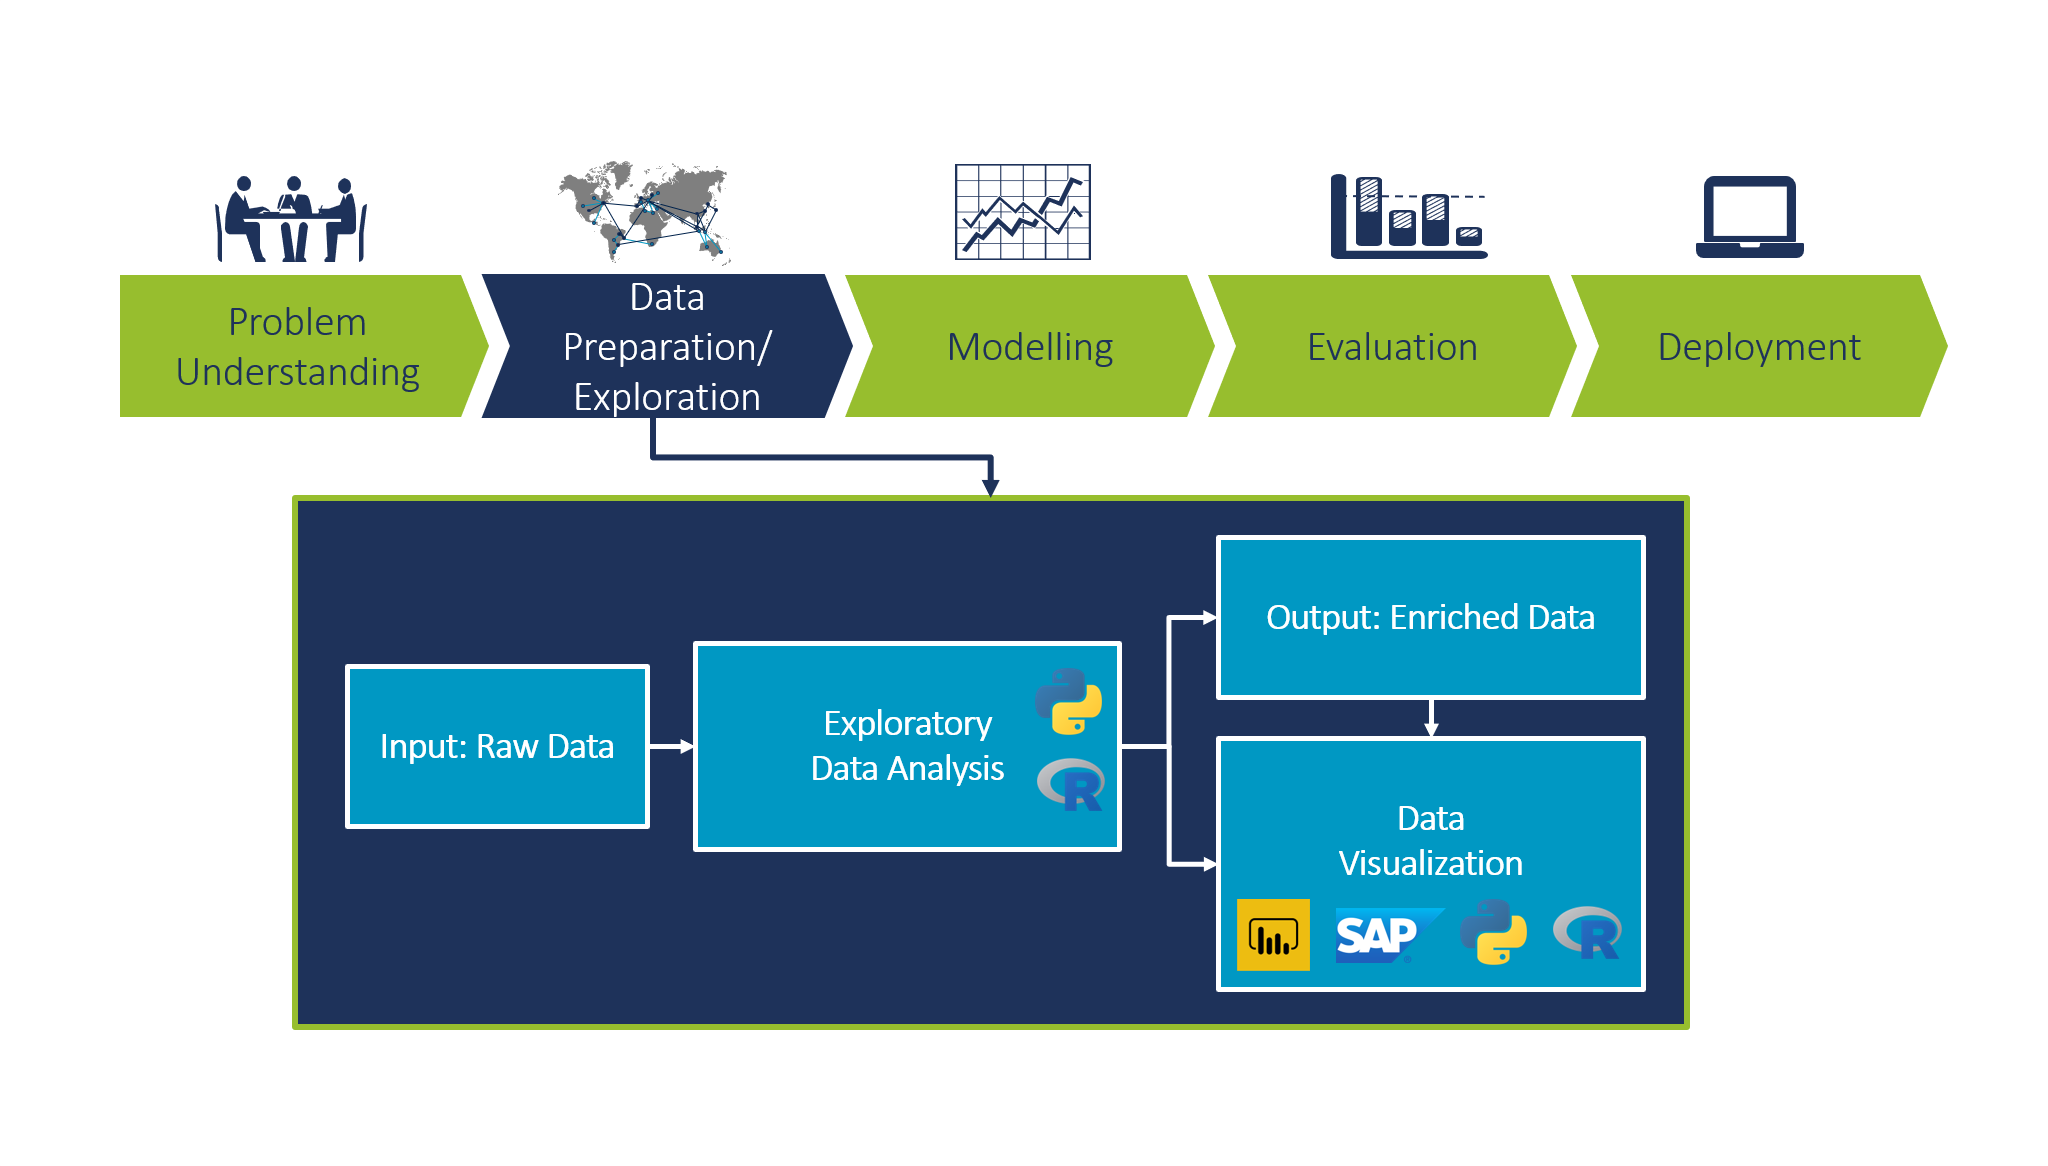 Problem
Understanding
Data
Preparation/
Exploration
Modelling
Evaluation
Deployment
Input: Raw Data
Exploratory
Data Analysis
R
Output: Enriched Data
Data
Visualization
SAP
R